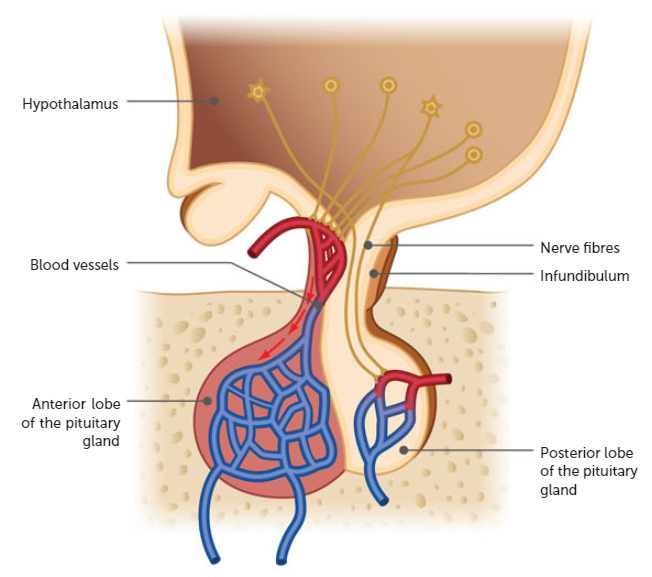 Hypothalamus
Nerve fibres
Blood vessels
Infundibulum
Anterior lobe
of the pituitary
gland
Posterior lobe
of the pituitary
gland